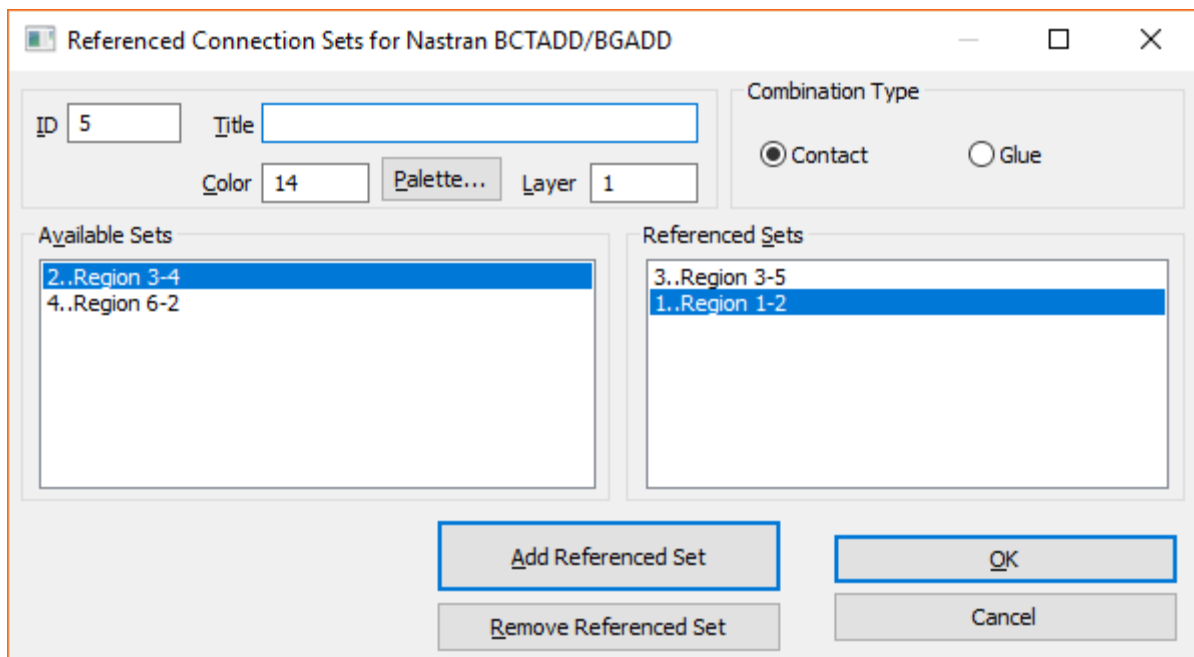 Referenced Connection Sets for Nastran BCTADD/BGADD
ID 5 Title
Color 14 Palette... Layer 1
Combination Type
Contact Glue
Available Sets
2..Region 3-4
4..Region 6-2
Referenced Sets
3..Region 3-5
1..Region 1-2
Add Referenced Set
Remove Referenced Set
OK
Cancel